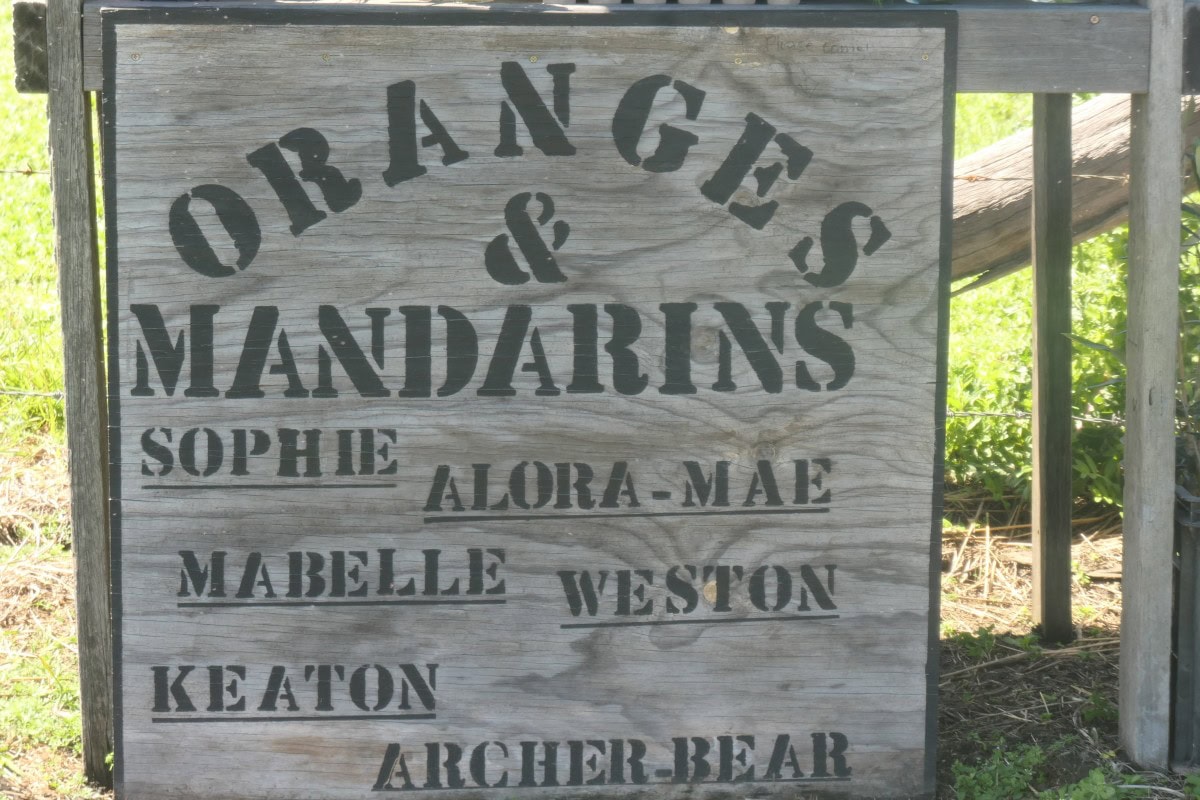 ORANGES
&
MANDARINS
SOPHIE
ALORA-MAE
MABELLE
WESTON
KEATON
ARCHER-BEAR